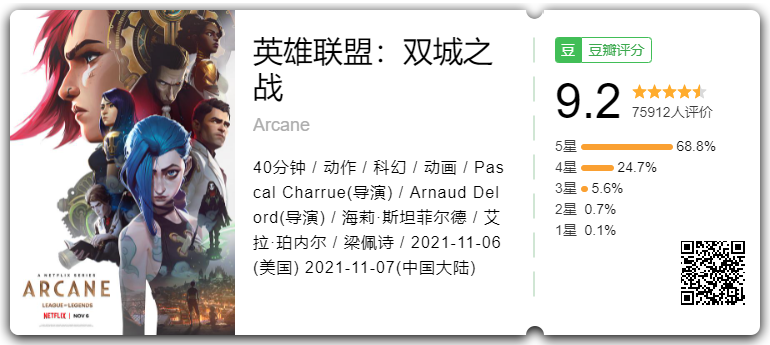 A NETFLIX SERIES
ARCANE
LEAGUE OF LEGENDS
NETFLIX | NOV 6
英雄联盟：双城之
战
Arcane
40分钟 / 动作 / 科幻 / 动画 / Pas
cal Charrue(导演) / Arnaud Del
ord(导演) / 海莉·斯坦菲尔德 / 艾
拉·珀内尔 / 梁佩诗 / 2021-11-06
(美国) 2021-11-07(中国大陆)
豆 豆瓣评分
9.2
75912人评价
5星 68.8%
4星 24.7%
3星 5.6%
2星 0.7%
1星 0.1%